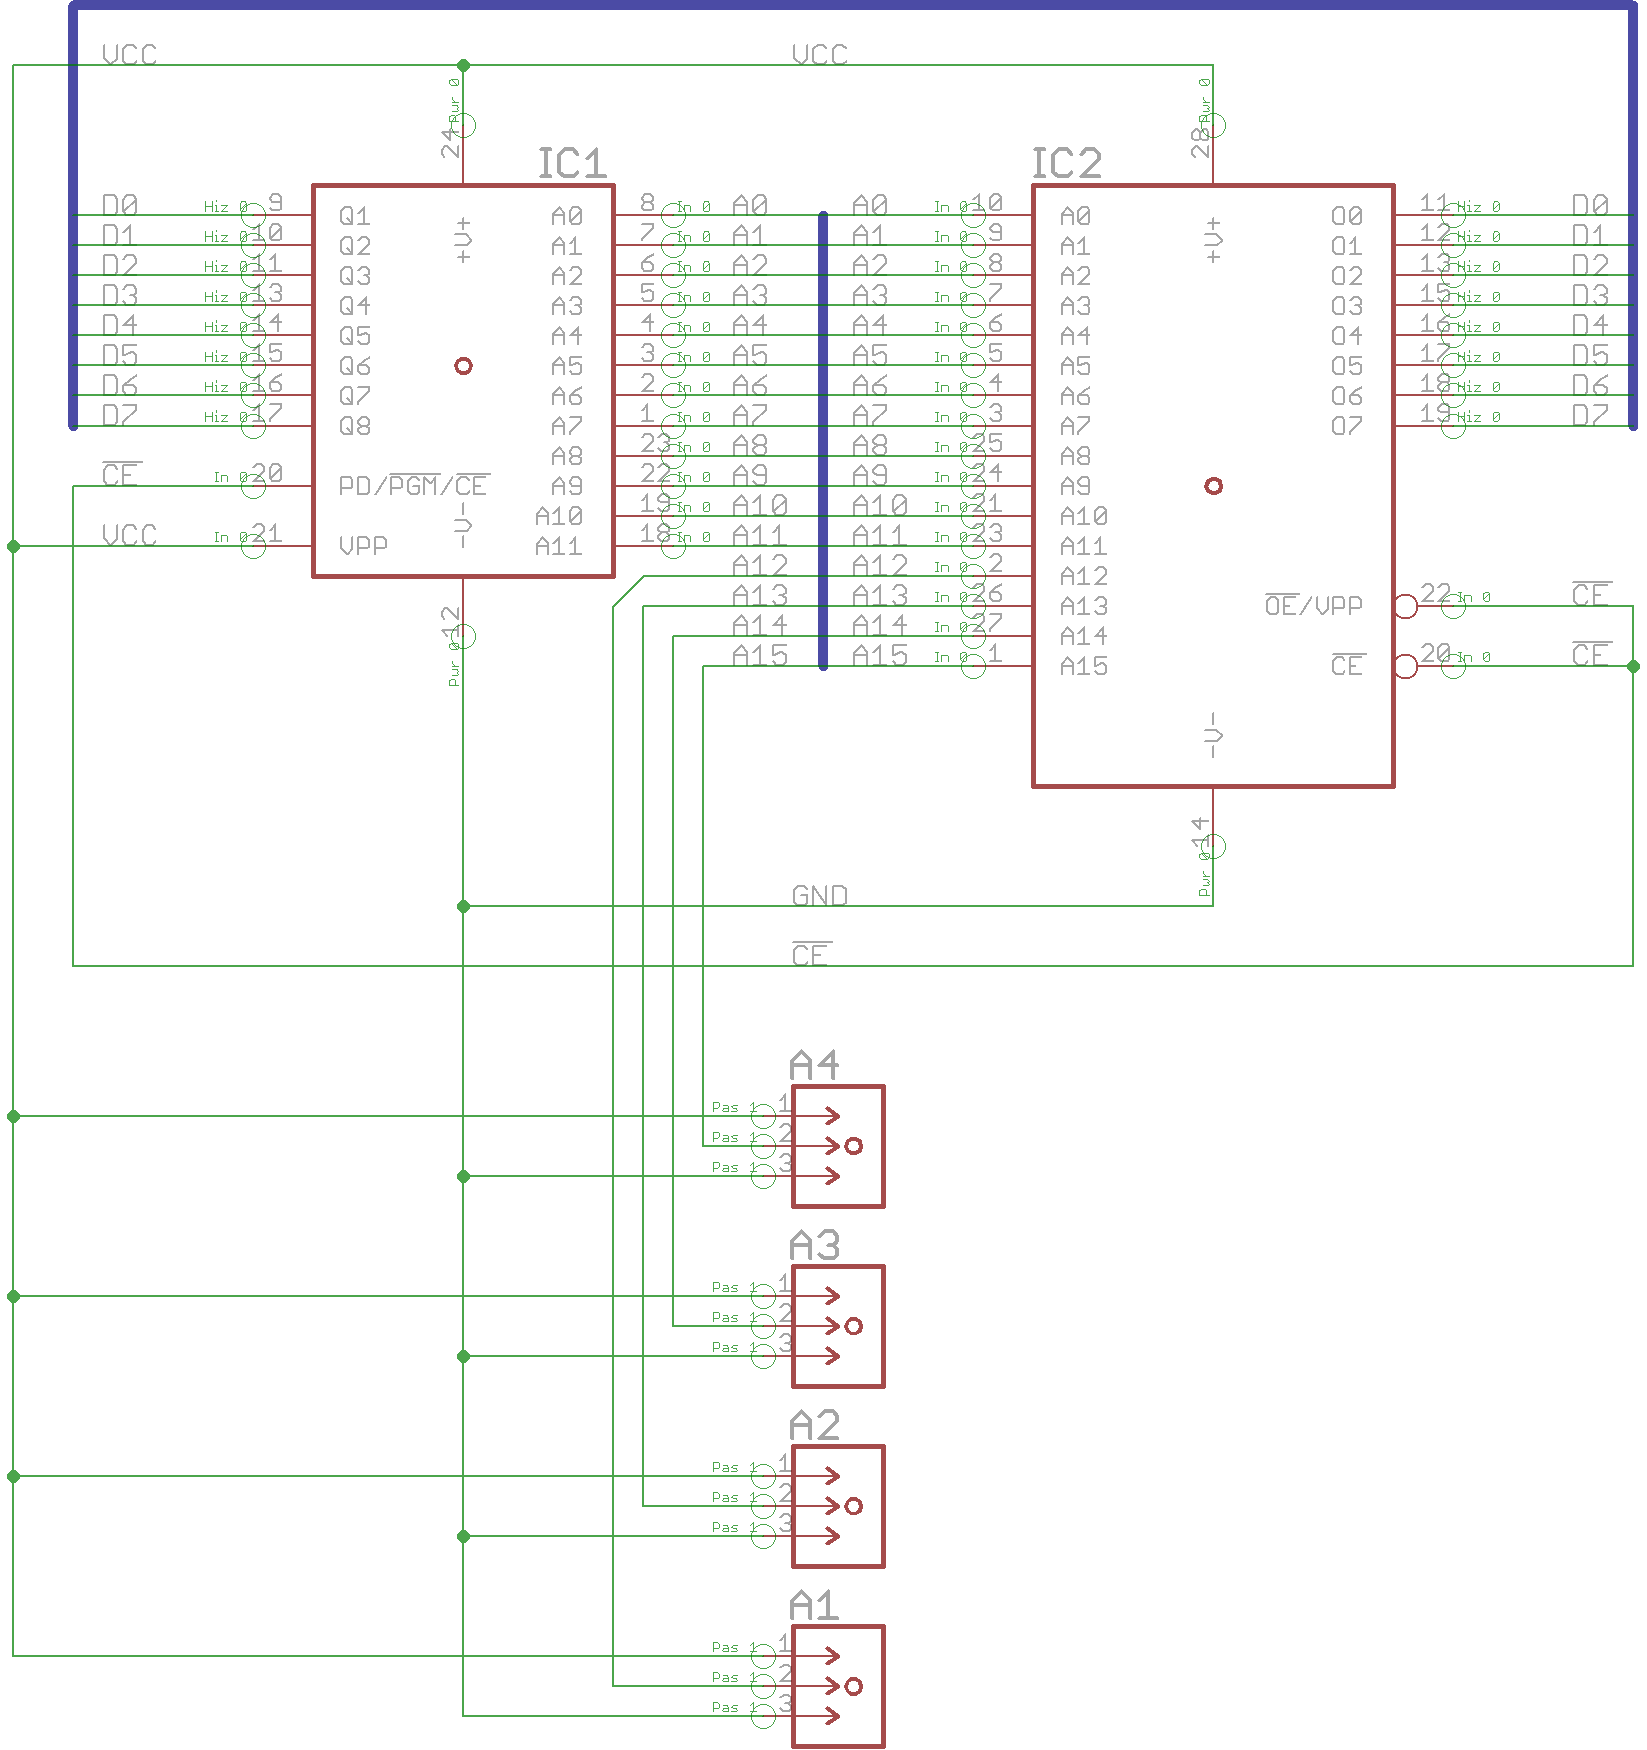 VCC VCC
Pwr 0 Pwr 0
24 28
IC1 IC2
D0 Hiz 0 9 Q1 +V+ A0 8 In 0 A0 A0 In 0 10 A0 +V+ O0 11 Hiz 0 D0
D1 Hiz 0 10 Q2 A1 7 In 0 A1 A1 In 0 9 A1 O1 12 Hiz 0 D1
D2 Hiz 0 11 Q3 A2 6 In 0 A2 A2 In 0 8 A2 O2 13 Hiz 0 D2
D3 Hiz 0 13 Q4 A3 5 In 0 A3 A3 In 0 7 A3 O3 15 Hiz 0 D3
D4 Hiz 0 14 Q5 A4 4 In 0 A4 A4 In 0 6 A4 O4 16 Hiz 0 D4
D5 Hiz 0 15 Q6 A5 3 In 0 A5 A5 In 0 5 A5 O5 17 Hiz 0 D5
D6 Hiz 0 16 Q7 A6 2 In 0 A6 A6 In 0 4 A6 O6 18 Hiz 0 D6
D7 Hiz 0 17 Q8 A7 1 In 0 A7 A7 In 0 3 A7 O7 19 Hiz 0 D7
A8 23 In 0 A8 A8 In 0 25 A8
CE In 0 20 PD/PGM/CE A9 22 In 0 A9 A9 In 0 24 A9
A10 19 In 0 A10 A10 In 0 21 A10
VCC In 0 21 VPP -V- A11 18 In 0 A11 A11 In 0 23 A11
A12 A12 In 0 2 A12
12 A13 A13 In 0 26 A13 OE/VPP 22 In 0 CE
Pwr 0 A14 A14 In 0 27 A14
A15 A15 In 0 1 A15 CE 20 In 0 CE
-V-
14
Pwr 0
GND
CE
A4
Pas 1 1
Pas 1 2
Pas 1 3
A3
Pas 1 1
Pas 1 2
Pas 1 3
A2
Pas 1 1
Pas 1 2
Pas 1 3
A1
Pas 1 1
Pas 1 2
Pas 1 3